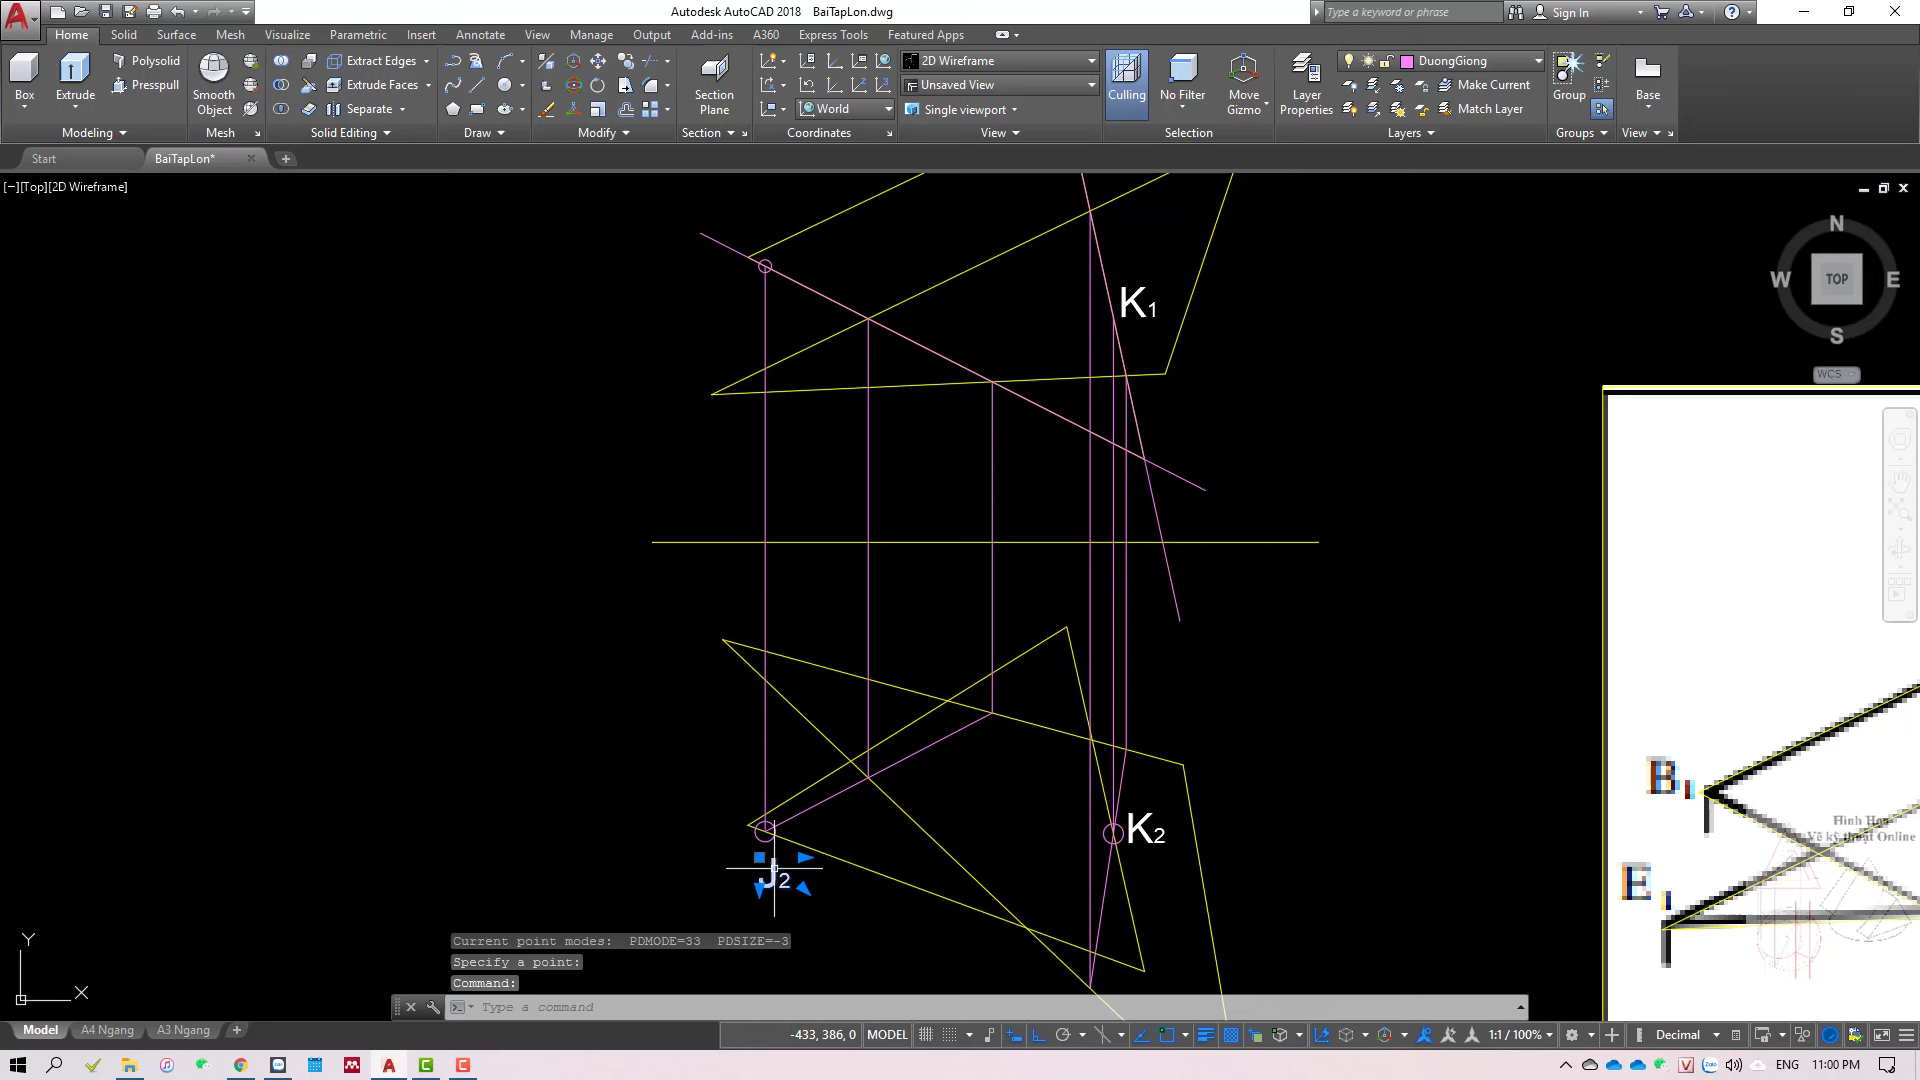 Autodesk AutoCAD 2018 BaiTapLon.dwg
Type a keyword or phrase
Sign In
Home Solid Surface Mesh Visualize Parametric Insert Annotate View Manage Output Add-ins A360 Express Tools Featured Apps
Box
Extrude
Polysolid
Presspull
Smooth
Object
Extract Edges
Extrude Faces
Separate
Section
Plane
World
2D Wireframe
Unsaved View
Single viewport
Culling
No Filter
Move
Gizmo
Layer
Properties
DuongGiong
Make Current
Match Layer
Group
Base
Modeling Mesh Solid Editing Draw Modify Section Coordinates View Selection Layers Groups View
Start BaiTapLon*
[−][Top][2D Wireframe]
N
W TOP E
S
WCS
K1
K2
J2
B1
E1
Hình Họa
Vẽ kỹ thuật Online
Y
X
Current point modes: PDMODE=33 PDSIZE=-3
Specify a point:
Command:
Type a command
Model A4 Ngang A3 Ngang
-433, 386, 0 MODEL 1:1 / 100% Decimal
ENG 11:00 PM